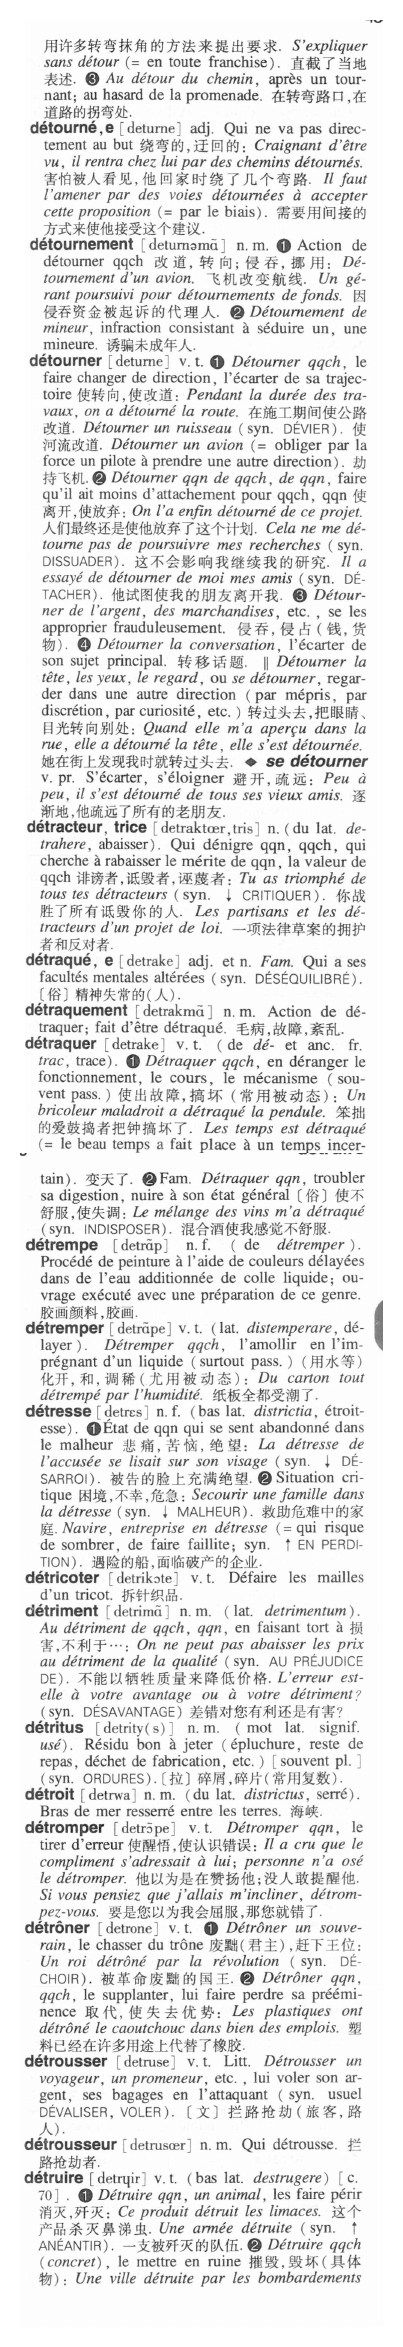 用许多转弯抹角的方法来提出要求. S'expliquer
sans détour (= en toute franchise). 直截了当地
表述. ❸ Au détour du chemin, après un tour-
nant; au hasard de la promenade. 在转弯路口,在
道路的拐弯处.
détourné,e [deturne] adj. Qui ne va pas direc-
tement au but 绕弯的,迂回的: Craignant d'être
vu, il rentra chez lui par des chemins détournés.
害怕被人看见,他回家时绕了几个弯路. Il faut
l'amener par des voies détournées à accepter
cette proposition (= par le biais). 需要用间接的
方式来使他接受这个建议.
détournement [deturnəmɑ̃] n. m. ❶ Action de
détourner qqch 改道,转向;侵吞,挪用: Dé-
tournement d'un avion. 飞机改变航线. Un gé-
rant poursuivi pour détournements de fonds. 因
侵吞资金被起诉的代理人. ❷ Détournement de
mineur, infraction consistant à séduire un, une
mineure. 诱骗未成年人.
détourner [deturne] v. t. ❶ Détourner qqch, le
faire changer de direction, l'écarter de sa trajec-
toire 使转向,使改道: Pendant la durée des tra-
vaux, on a détourné la route. 在施工期间使公路
改道. Détourner un ruisseau (syn. DÉVIER). 使
河流改道. Détourner un avion (= obliger par la
force un pilote à prendre une autre direction). 劫
持飞机. ❷ Détourner qqn de qqch, de qqn, faire
qu'il ait moins d'attachement pour qqch, qqn 使
离开,使放弃: On l'a enfin détourné de ce projet.
人们最终还是使他放弃了这个计划. Cela ne me dé-
tourne pas de poursuivre mes recherches (syn.
DISSUADER). 这不会影响我继续我的研究. Il a
essayé de détourner de moi mes amis (syn. DÉ-
TACHER). 他试图使我的朋友离开我. ❸ Détour-
ner de l'argent, des marchandises, etc., se les
approprier frauduleusement. 侵吞,侵占(钱,货
物). ❹ Détourner la conversation, l'écarter de
son sujet principal. 转移话题. ‖ Détourner la
tête, les yeux, le regard, ou se détourner, regar-
der dans une autre direction (par mépris, par
discrétion, par curiosité, etc.) 转过头去,把眼睛、
目光转向别处: Quand elle m'a aperçu dans la
rue, elle a détourné la tête, elle s'est détournée.
她在街上发现我时就转过头去. ◆ se détourner
v. pr. S'écarter, s'éloigner 避开,疏远: Peu à
peu, il s'est détourné de tous ses vieux amis. 逐
渐地,他疏远了所有的老朋友.
détracteur, trice [detraktœr,tris] n. (du lat. de-
trahere, abaisser). Qui dénigre qqn, qqch, qui
cherche à rabaisser le mérite de qqn, la valeur de
qqch 诽谤者,诋毁者,诬蔑者: Tu as triomphé de
tous tes détracteurs (syn. ↓ CRITIQUER). 你战
胜了所有诋毁你的人. Les partisans et les dé-
tracteurs d'un projet de loi. 一项法律草案的拥护
者和反对者.
détraqué, e [detrake] adj. et n. Fam. Qui a ses
facultés mentales altérées (syn. DÉSÉQUILIBRÉ).
〔俗〕精神失常的(人).
détraquement [detrakmɑ̃] n. m. Action de dé-
traquer; fait d'être détraqué. 毛病,故障,紊乱.
détraquer [detrake] v. t. (de dé- et anc. fr.
trac, trace). ❶ Détraquer qqch, en déranger le
fonctionnement, le cours, le mécanisme (sou-
vent pass.) 使出故障,搞坏(常用被动态): Un
bricoleur maladroit a détraqué la pendule. 笨拙
的爱鼓捣者把钟搞坏了. Les temps est détraqué
(= le beau temps a fait place à un temps incer-
tain). 变天了. ❷Fam. Détraquer qqn, troubler
sa digestion, nuire à son état général〔俗〕使不
舒服,使失调: Le mélange des vins m'a détraqué
(syn. INDISPOSER). 混合酒使我感觉不舒服.
détrempe [detrɑ̃p] n. f. (de détremper).
Procédé de peinture à l'aide de couleurs délayées
dans de l'eau additionnée de colle liquide; ou-
vrage exécuté avec une préparation de ce genre.
胶画颜料,胶画.
détremper [detrɑ̃pe] v. t. (lat. distemperare, dé-
layer). Détremper qqch, l'amollir en l'im-
prégnant d'un liquide (surtout pass.) (用水等)
化开,和,调稀(尤用被动态): Du carton tout
détrempé par l'humidité. 纸板全都受潮了.
détresse [detrɛs] n. f. (bas lat. districtia, étroit-
esse). ❶État de qqn qui se sent abandonné dans
le malheur 悲痛,苦恼,绝望: La détresse de
l'accusée se lisait sur son visage (syn. ↓ DÉ-
SARROI). 被告的脸上充满绝望. ❷ Situation cri-
tique 困境,不幸,危急: Secourir une famille dans
la détresse (syn. ↓ MALHEUR). 救助危难中的家
庭. Navire, entreprise en détresse (= qui risque
de sombrer, de faire faillite; syn. ↑ EN PERDI-
TION). 遇险的船,面临破产的企业.
détricoter [detrikɔte] v. t. Défaire les mailles
d'un tricot. 拆针织品.
détriment [detrimɑ̃] n. m. (lat. detrimentum).
Au détriment de qqch, qqn, en faisant tort à 损
害,不利于…: On ne peut pas abaisser les prix
au détriment de la qualité (syn. AU PRÉJUDICE
DE). 不能以牺牲质量来降低价格. L'erreur est-
elle à votre avantage ou à votre détriment?
(syn. DÉSAVANTAGE) 差错对您有利还是有害?
détritus [detrity(s)] n. m. (mot lat. signif.
usé). Résidu bon à jeter (épluchure, reste de
repas, déchet de fabrication, etc.) [souvent pl.]
(syn. ORDURES). [拉] 碎屑,碎片(常用复数).
détroit [detrwa] n. m. (du lat. districtus, serré).
Bras de mer resserré entre les terres. 海峡.
détromper [detrɔ̃pe] v. t. Détromper qqn, le
tirer d'erreur 使醒悟,使认识错误: Il a cru que le
compliment s'adressait à lui; personne n'a osé
le détromper. 他以为是在赞扬他;没人敢提醒他.
Si vous pensiez que j'allais m'incliner, détrom-
pez-vous. 要是您以为我会屈服,那您就错了.
détrôner [detrone] v. t. ❶ Détrôner un souve-
rain, le chasser du trône 废黜(君主),赶下王位:
Un roi détrôné par la révolution (syn. DÉ-
CHOIR). 被革命废黜的国王. ❷ Détrôner qqn,
qqch, le supplanter, lui faire perdre sa préémi-
nence 取代,使失去优势: Les plastiques ont
détrôné le caoutchouc dans bien des emplois. 塑
料已经在许多用途上代替了橡胶.
détrousser [detruse] v. t. Litt. Détrousser un
voyageur, un promeneur, etc., lui voler son ar-
gent, ses bagages en l'attaquant (syn. usuel
DÉVALISER, VOLER). 〔文〕拦路抢劫(旅客,路
人).
détrousseur [detrusœr] n. m. Qui détrousse. 拦
路抢劫者.
détruire [detrɥir] v. t. (bas lat. destrugere) [c.
70]. ❶ Détruire qqn, un animal, les faire périr
消灭,歼灭: Ce produit détruit les limaces. 这个
产品杀灭鼻涕虫. Une armée détruite (syn. ↑
ANÉANTIR). 一支被歼灭的队伍. ❷ Détruire qqch
(concret), le mettre en ruine 摧毁,毁坏(具体
物): Une ville détruite par les bombardements